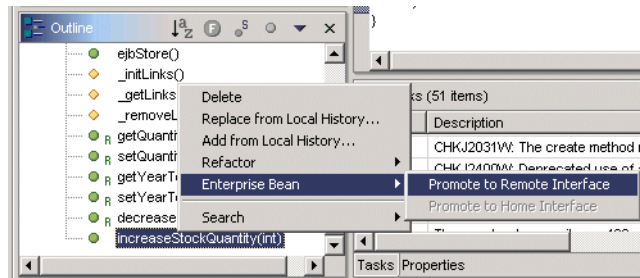 Outline
}
ejbStore()
_initLinks()
_getLinks
_removeL
R getQuanti
R setQuanti
R getYearT
R setYearT
R decrease
increaseStockQuantity(int)
Delete
Replace from Local History...
Add from Local History...
Refactor
Enterprise Bean
Search
Promote to Remote Interface
Promote to Home Interface
ks (51 items)
Description
CHKJ2031W: The create method
CHKJ2400W: Deprecated use of
Tasks Properties